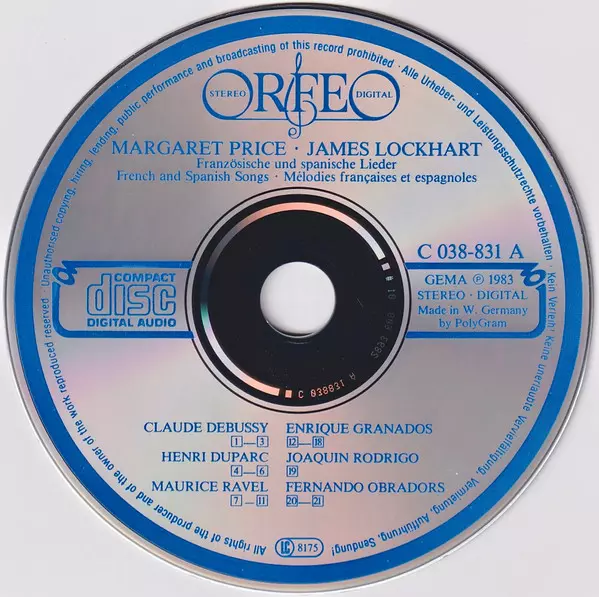 Unauthorised copying, hiring, lending, public performance and broadcasting of this record prohibited · Alle Urheber- und Leistungsschutzrechte vorbehalten · Kein Verleih! Keine unerlaubte Vervielfältigung, Vermietung, Aufführung, Sendung!
All rights of the producer and of the owner of the work reproduced reserved ·
STEREO ORFEO DIGITAL
MARGARET PRICE · JAMES LOCKHART
Französische und spanische Lieder
French and Spanish Songs · Mélodies françaises et espagnoles
C 038-831 A
COMPACT
disc
DIGITAL AUDIO
GEMA Ⓟ 1983
STEREO · DIGITAL
Made in W. Germany
by PolyGram
C 038831 A
CLAUDE DEBUSSY
1—3
HENRI DUPARC
4—6
MAURICE RAVEL
7—11
ENRIQUE GRANADOS
12—18
JOAQUIN RODRIGO
19
FERNANDO OBRADORS
20—21
LC 8175